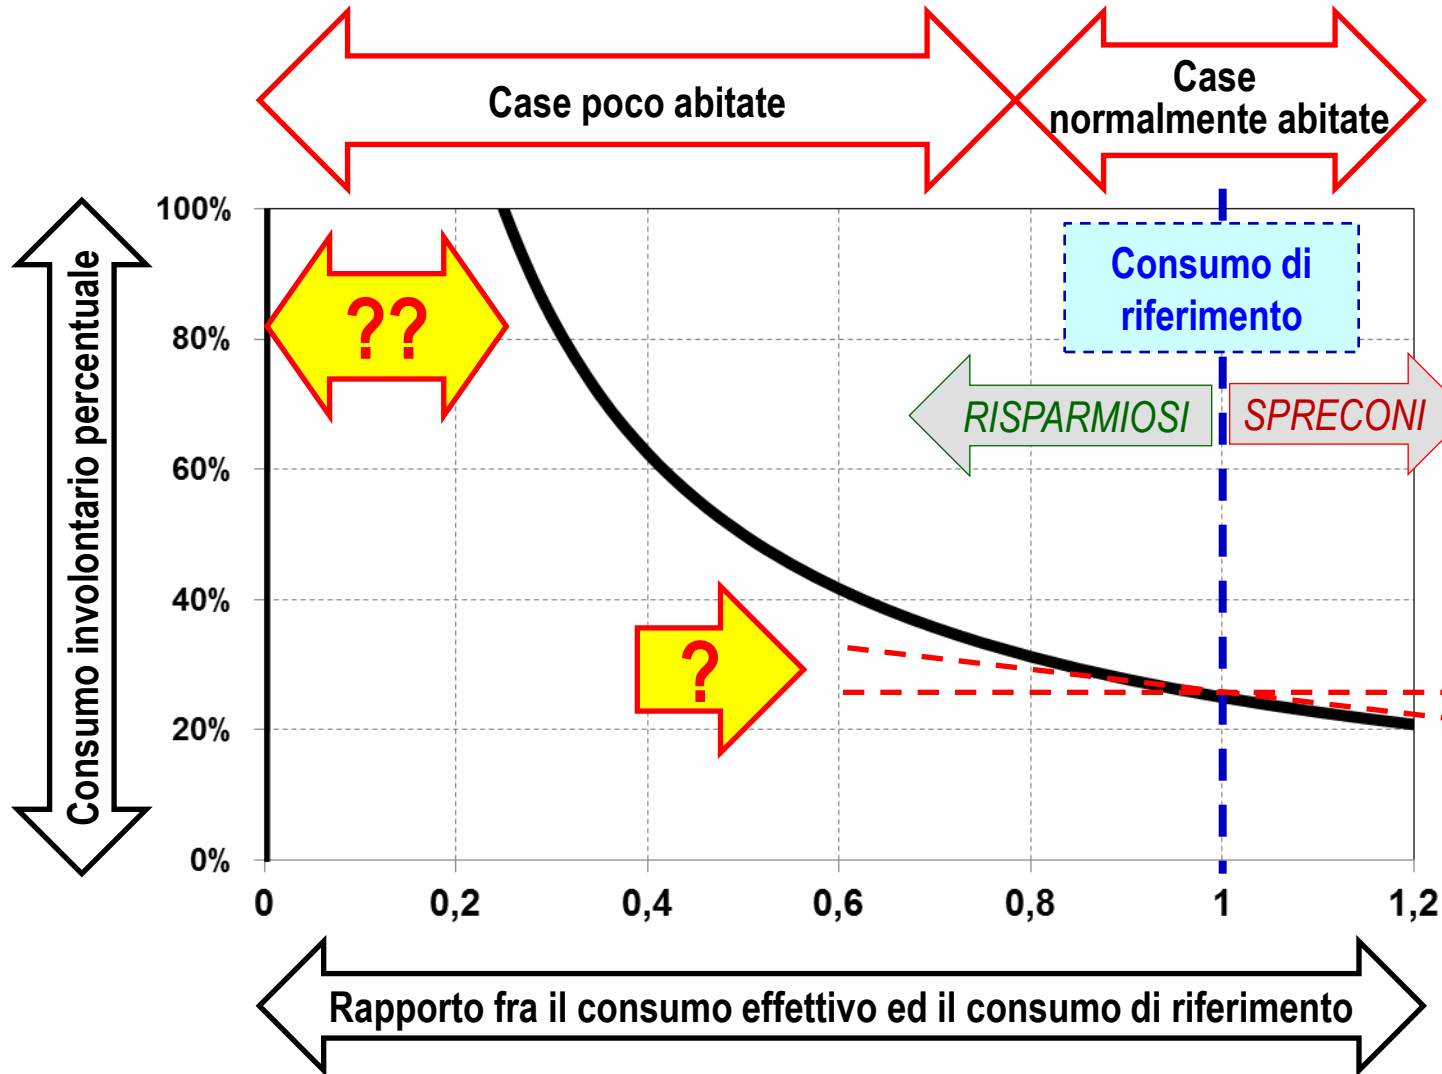 Case poco abitate
Case
normalmente abitate
100%
80%
60%
40%
20%
0%
Consumo involontario percentuale
??
Consumo di
riferimento
RISPARMIOSI
SPRECONI
?
0
0,2
0,4
0,6
0,8
1
1,2
Rapporto fra il consumo effettivo ed il consumo di riferimento